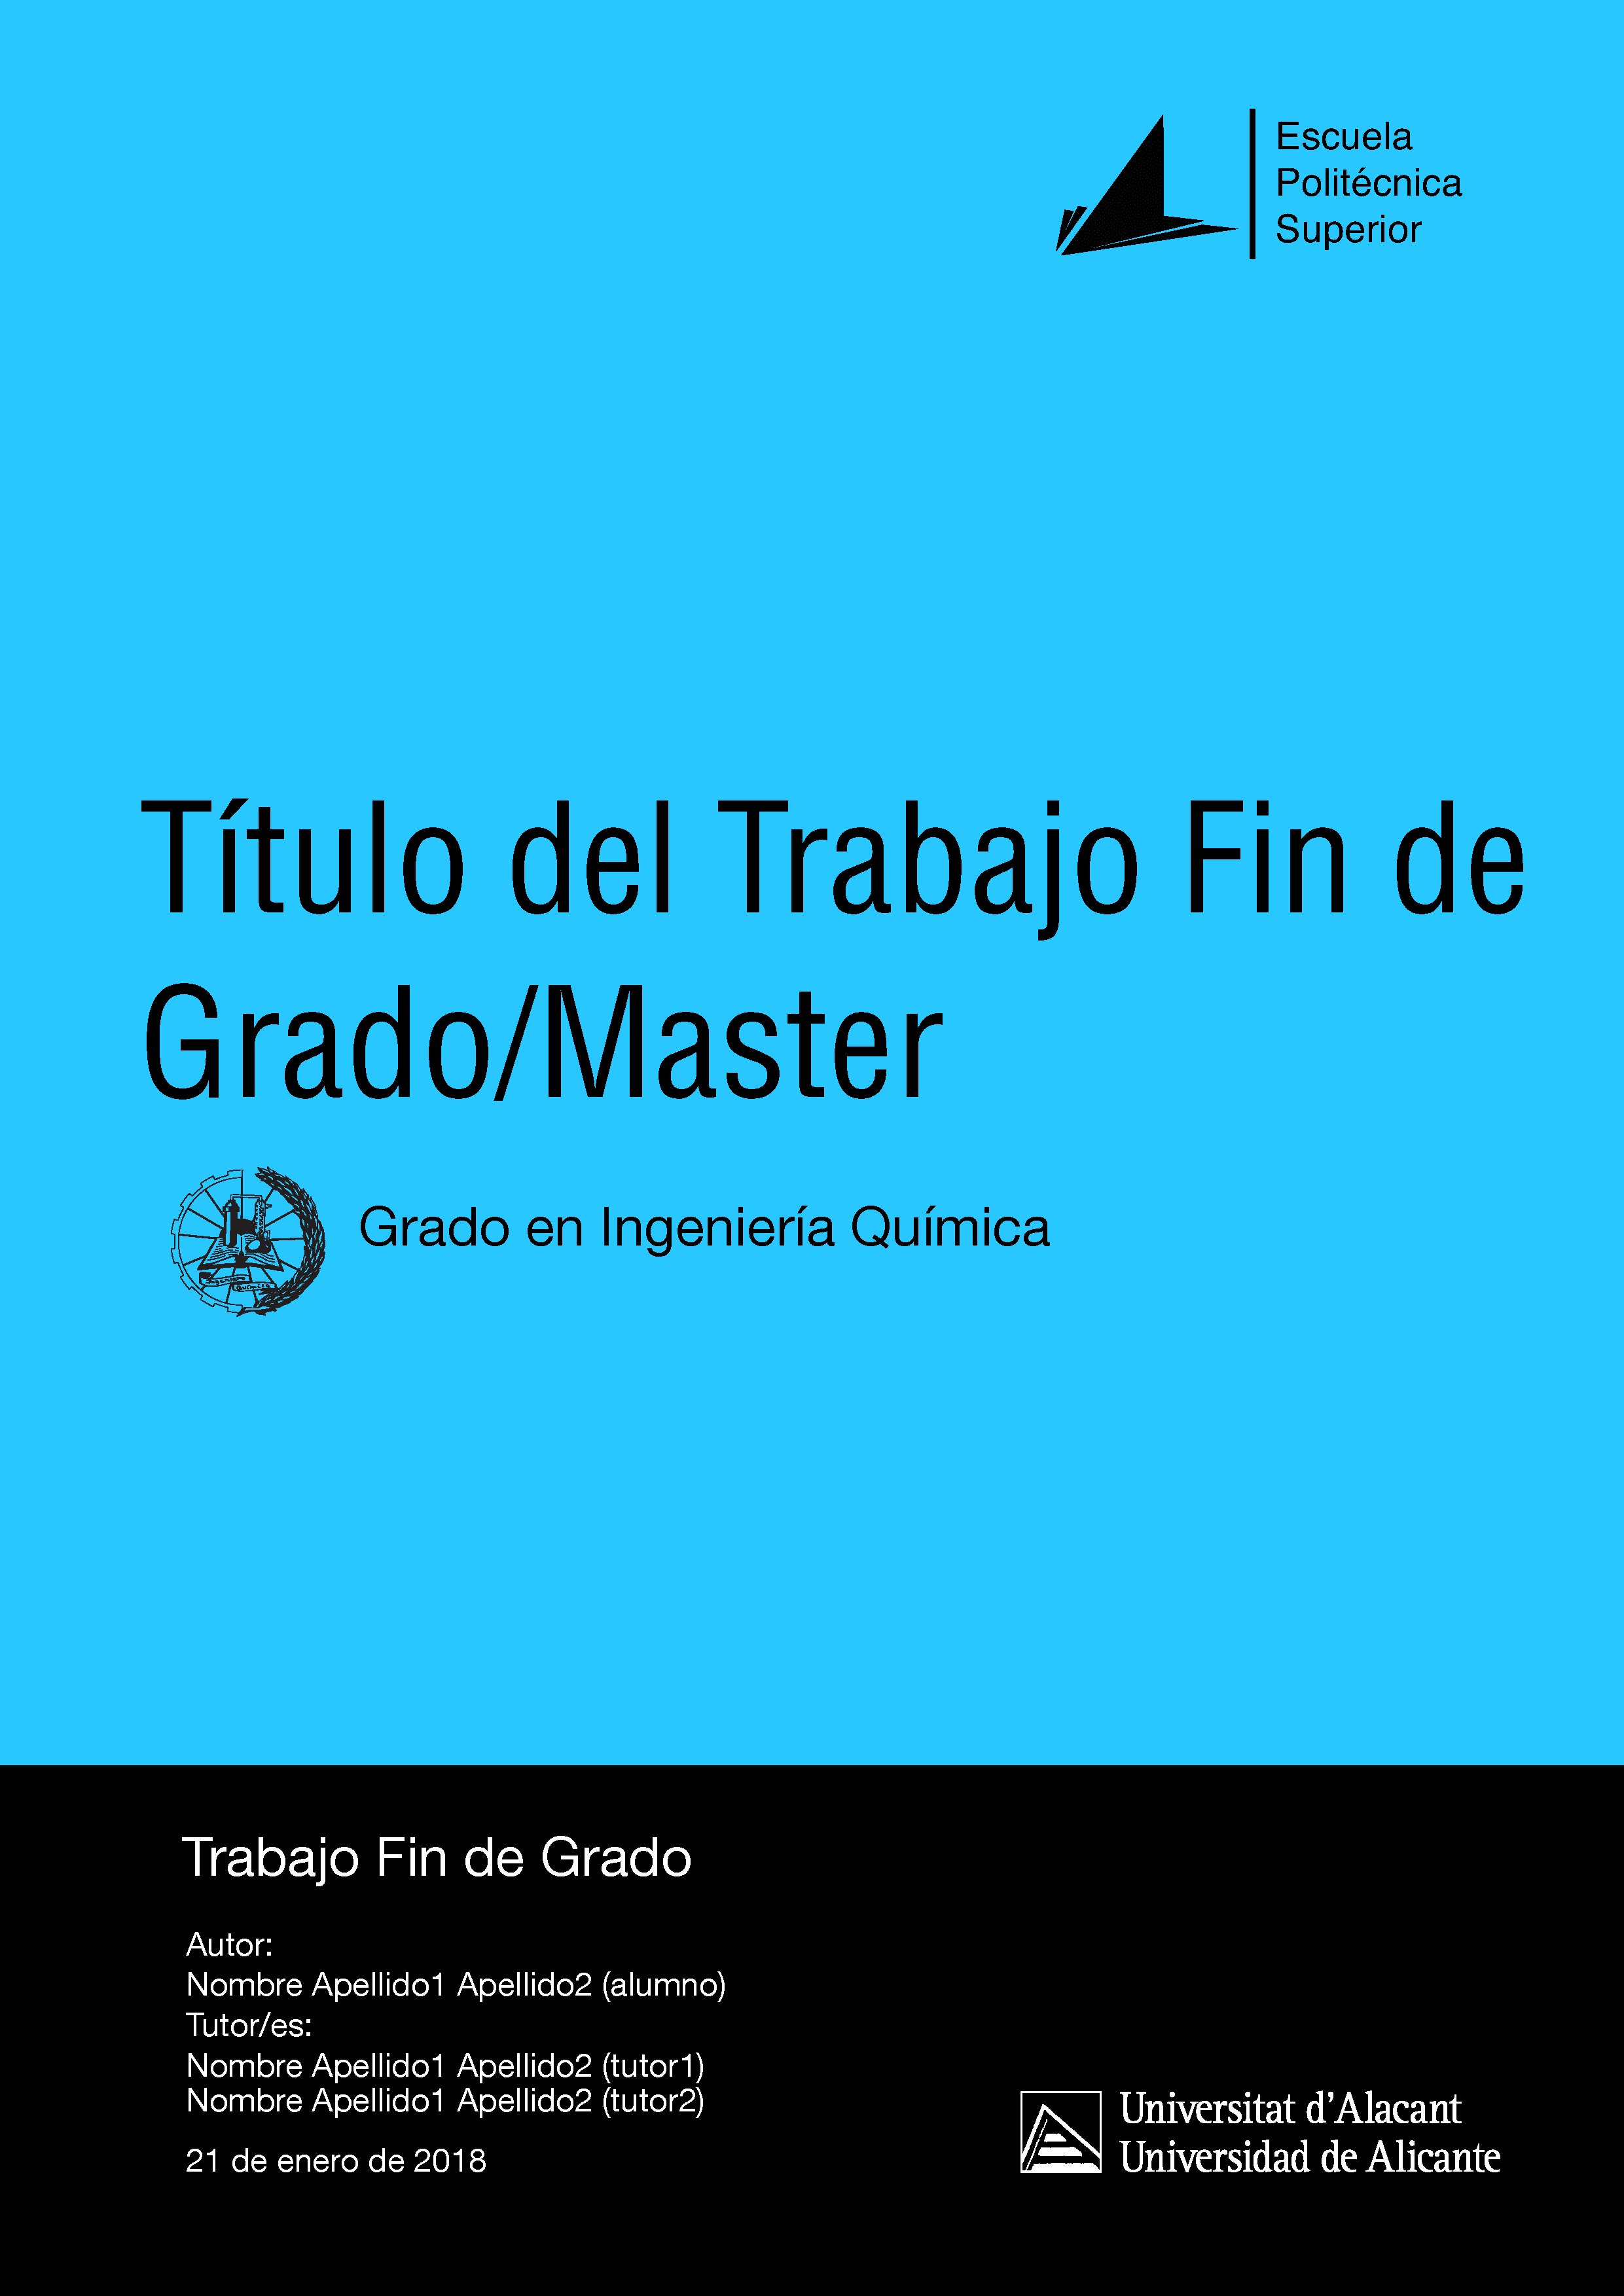 Escuela
Politécnica
Superior
Título del Trabajo Fin de
Grado/Master
Grado en Ingeniería Química
Trabajo Fin de Grado
Autor:
Nombre Apellido1 Apellido2 (alumno)
Tutor/es:
Nombre Apellido1 Apellido2 (tutor1)
Nombre Apellido1 Apellido2 (tutor2)
21 de enero de 2018
Universitat d’Alacant
Universidad de Alicante